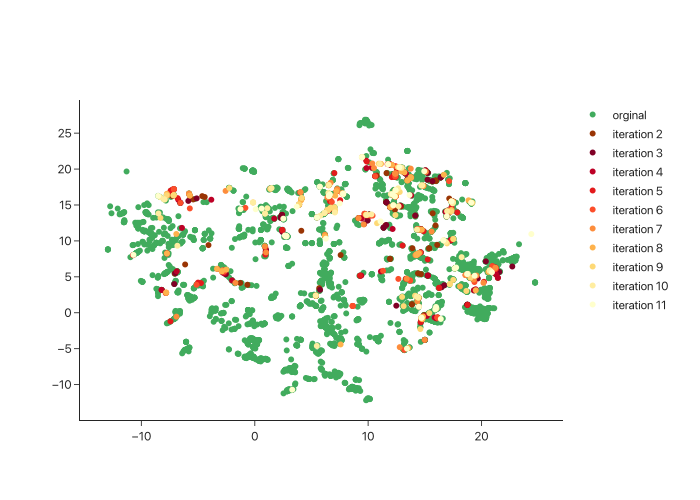 orginal
iteration 2
iteration 3
iteration 4
iteration 5
iteration 6
iteration 7
iteration 8
iteration 9
iteration 10
iteration 11
25
20
15
10
5
0
−5
−10
−10 0 10 20